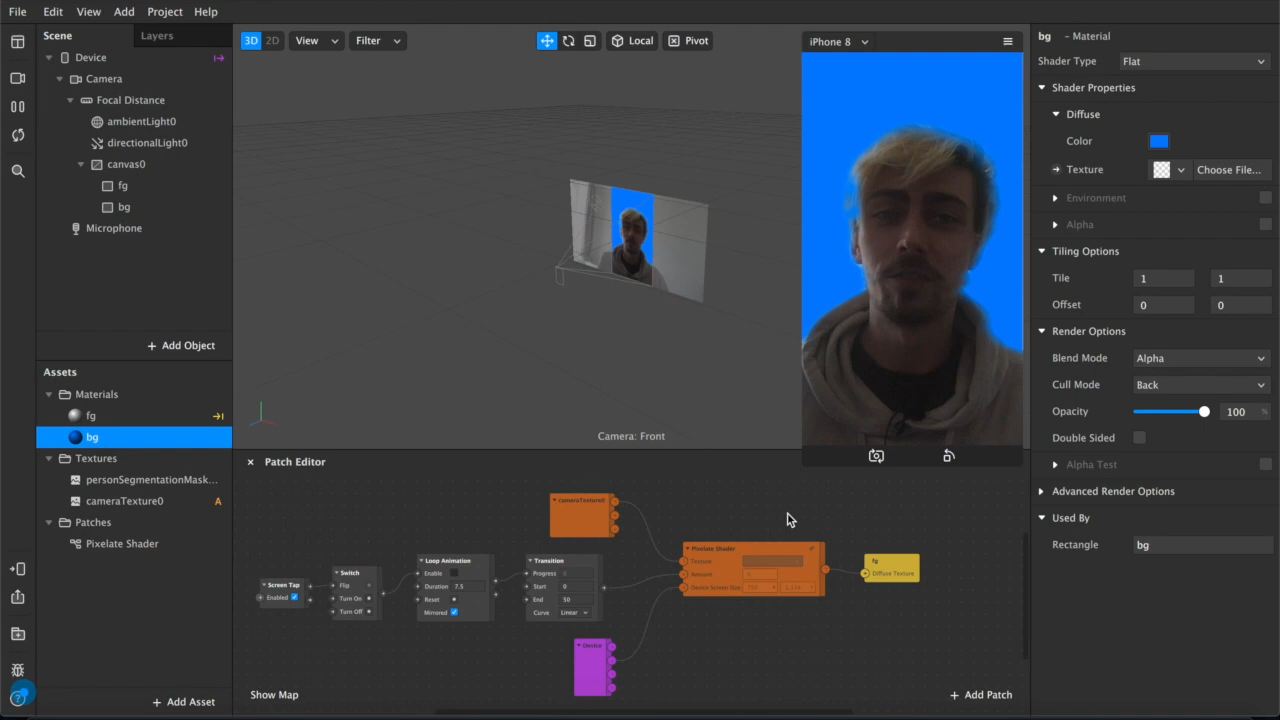 File Edit View Add Project Help
Scene
Layers
Device
Camera
Focal Distance
ambientLight0
directionalLight0
canvas0
fg
bg
Microphone
+ Add Object
Assets
Materials
fg
bg
Textures
personSegmentationMask...
cameraTexture0 A
Patches
Pixelate Shader
+ Add Asset
3D 2D View Filter Local Pivot
Camera: Front
iPhone 8
Patch Editor
cameraTexture0
Pixelate Shader
Texture
Amount
Device Screen Size
fg
Diffuse Texture
Screen Tap
Enabled
Switch
Flip
Turn On
Turn Off
Loop Animation
Enable
Duration 7.5
Reset
Mirrored
Transition
Progress
Start 0
End 50
Curve Linear
Device
Show Map
+ Add Patch
bg - Material
Shader Type Flat
Shader Properties
Diffuse
Color
Texture Choose File...
Environment
Alpha
Tiling Options
Tile 1 1
Offset 0 0
Render Options
Blend Mode Alpha
Cull Mode Back
Opacity 100 %
Double Sided
Alpha Test
Advanced Render Options
Used By
Rectangle bg